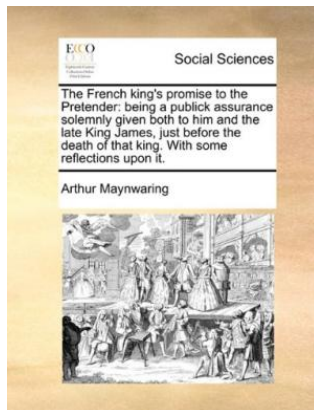 ECCO
Social Sciences
The French king's promise to the
Pretender: being a publick assurance
solemnly given both to him and the
late King James, just before the
death of that king. With some
reflections upon it.
Arthur Maynwaring